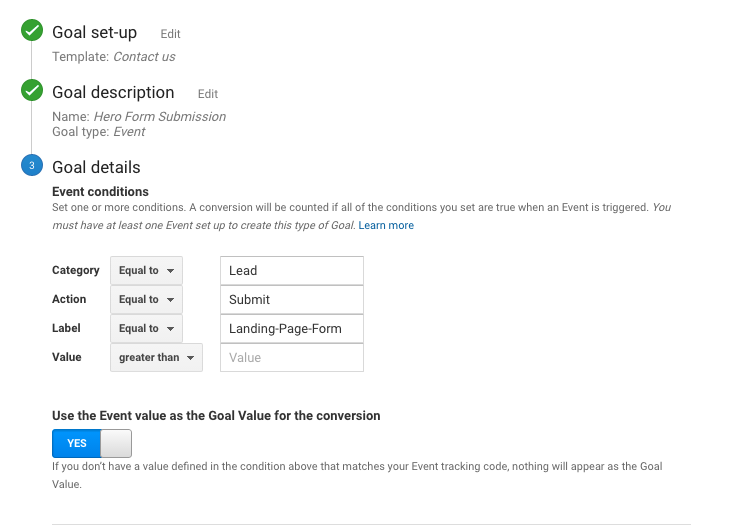 Goal set-up Edit
Template: Contact us
Goal description Edit
Name: Hero Form Submission
Goal type: Event
3 Goal details
Event conditions
Set one or more conditions. A conversion will be counted if all of the conditions you set are true when an Event is triggered. You
must have at least one Event set up to create this type of Goal. Learn more
Category Equal to Lead
Action Equal to Submit
Label Equal to Landing-Page-Form
Value greater than Value
Use the Event value as the Goal Value for the conversion
YES
If you don't have a value defined in the condition above that matches your Event tracking code, nothing will appear as the Goal
Value.